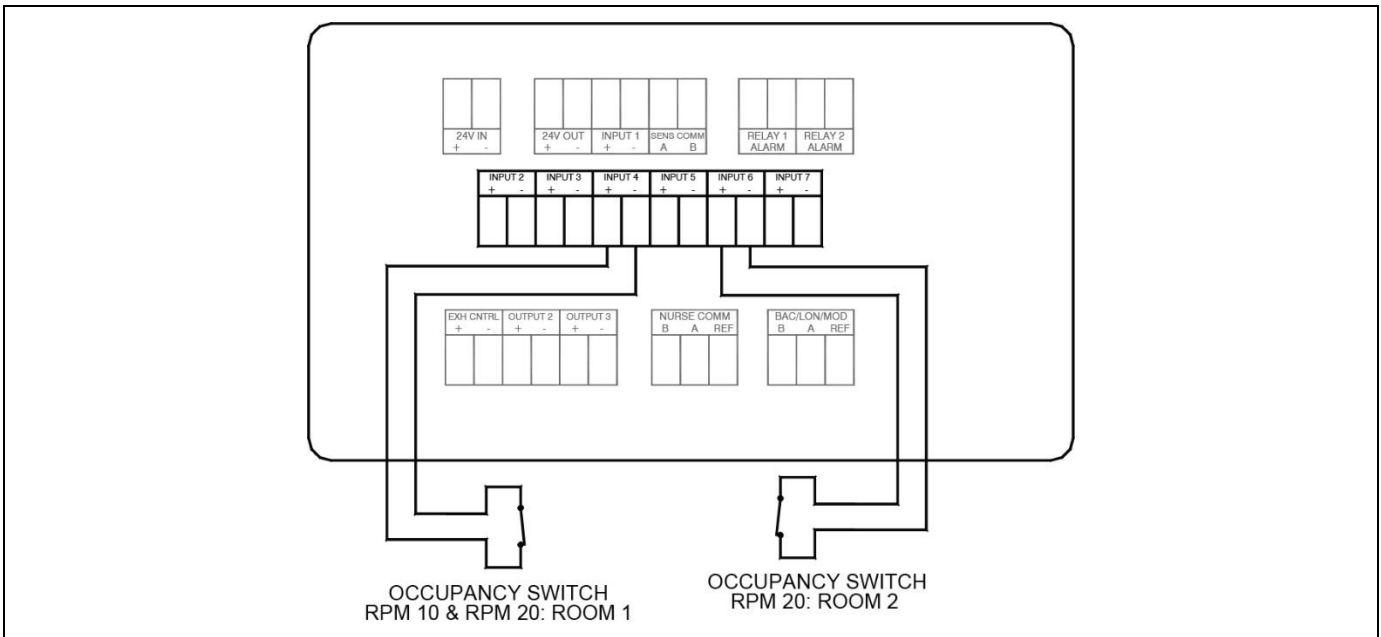 24V IN
+ -
24V OUT INPUT 1 SENS COMM
+ - + - A B
RELAY 1 RELAY 2
ALARM ALARM
INPUT 2 INPUT 3 INPUT 4 INPUT 5 INPUT 6 INPUT 7
+ - + - + - + - + - + -
EXH CNTRL OUTPUT 2 OUTPUT 3
+ - + - + -
NURSE COMM
B A REF
BAC/LON/MOD
B A REF
OCCUPANCY SWITCH
RPM 10 & RPM 20: ROOM 1
OCCUPANCY SWITCH
RPM 20: ROOM 2